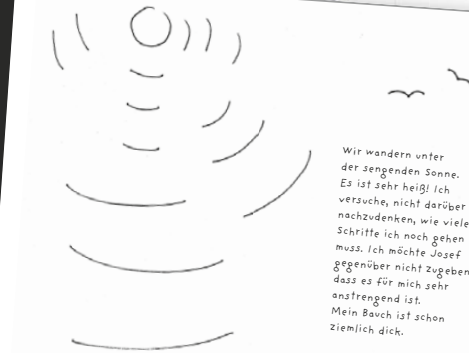 Wir wandern unter
der sengenden Sonne.
Es ist sehr heiß! Ich
versuche, nicht darüber
nachzudenken, wie viele
Schritte ich noch gehen
muss. Ich möchte Josef
gegenüber nicht zugeben
dass es für mich sehr
anstrengend ist.
Mein Bauch ist schon
ziemlich dick.